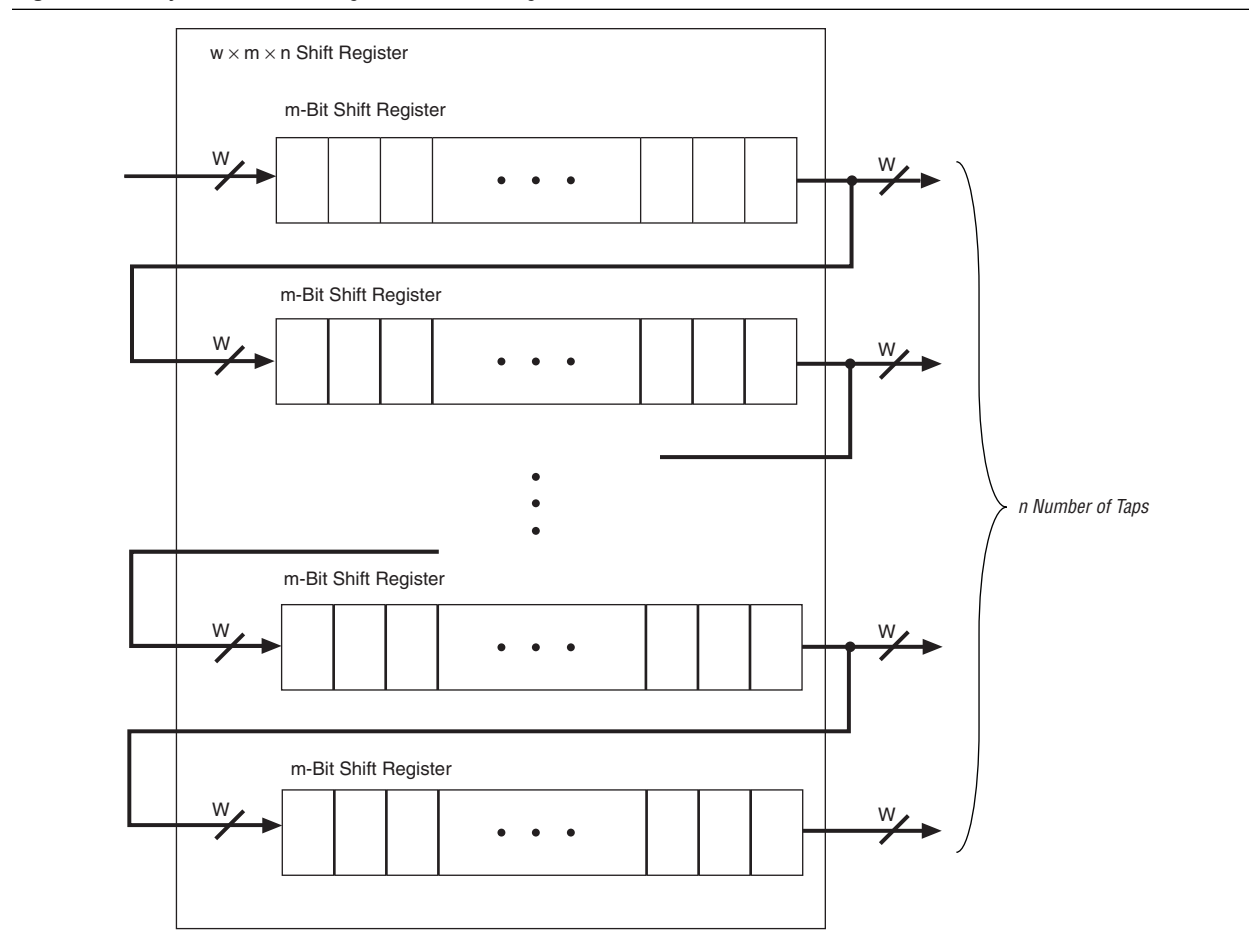 w × m × n Shift Register
m-Bit Shift Register
W
W
m-Bit Shift Register
W
W
n Number of Taps
m-Bit Shift Register
W
W
m-Bit Shift Register
W
W